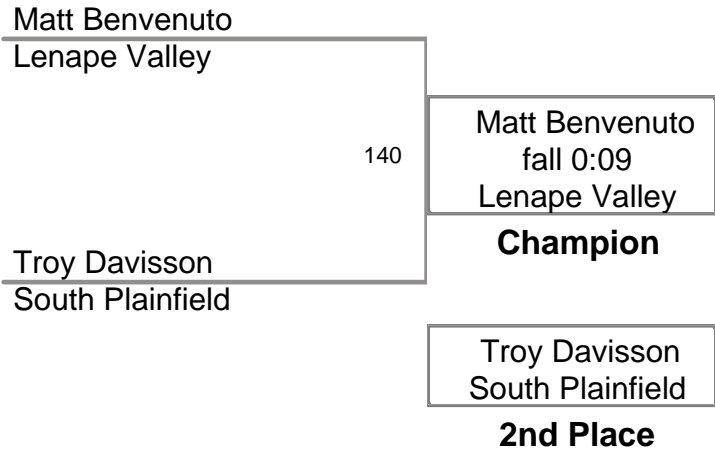 Matt Benvenuto
Lenape Valley
Matt Benvenuto
fall 0:09
Lenape Valley
140
Champion
Troy Davisson
South Plainfield
Troy Davisson
South Plainfield
2nd Place